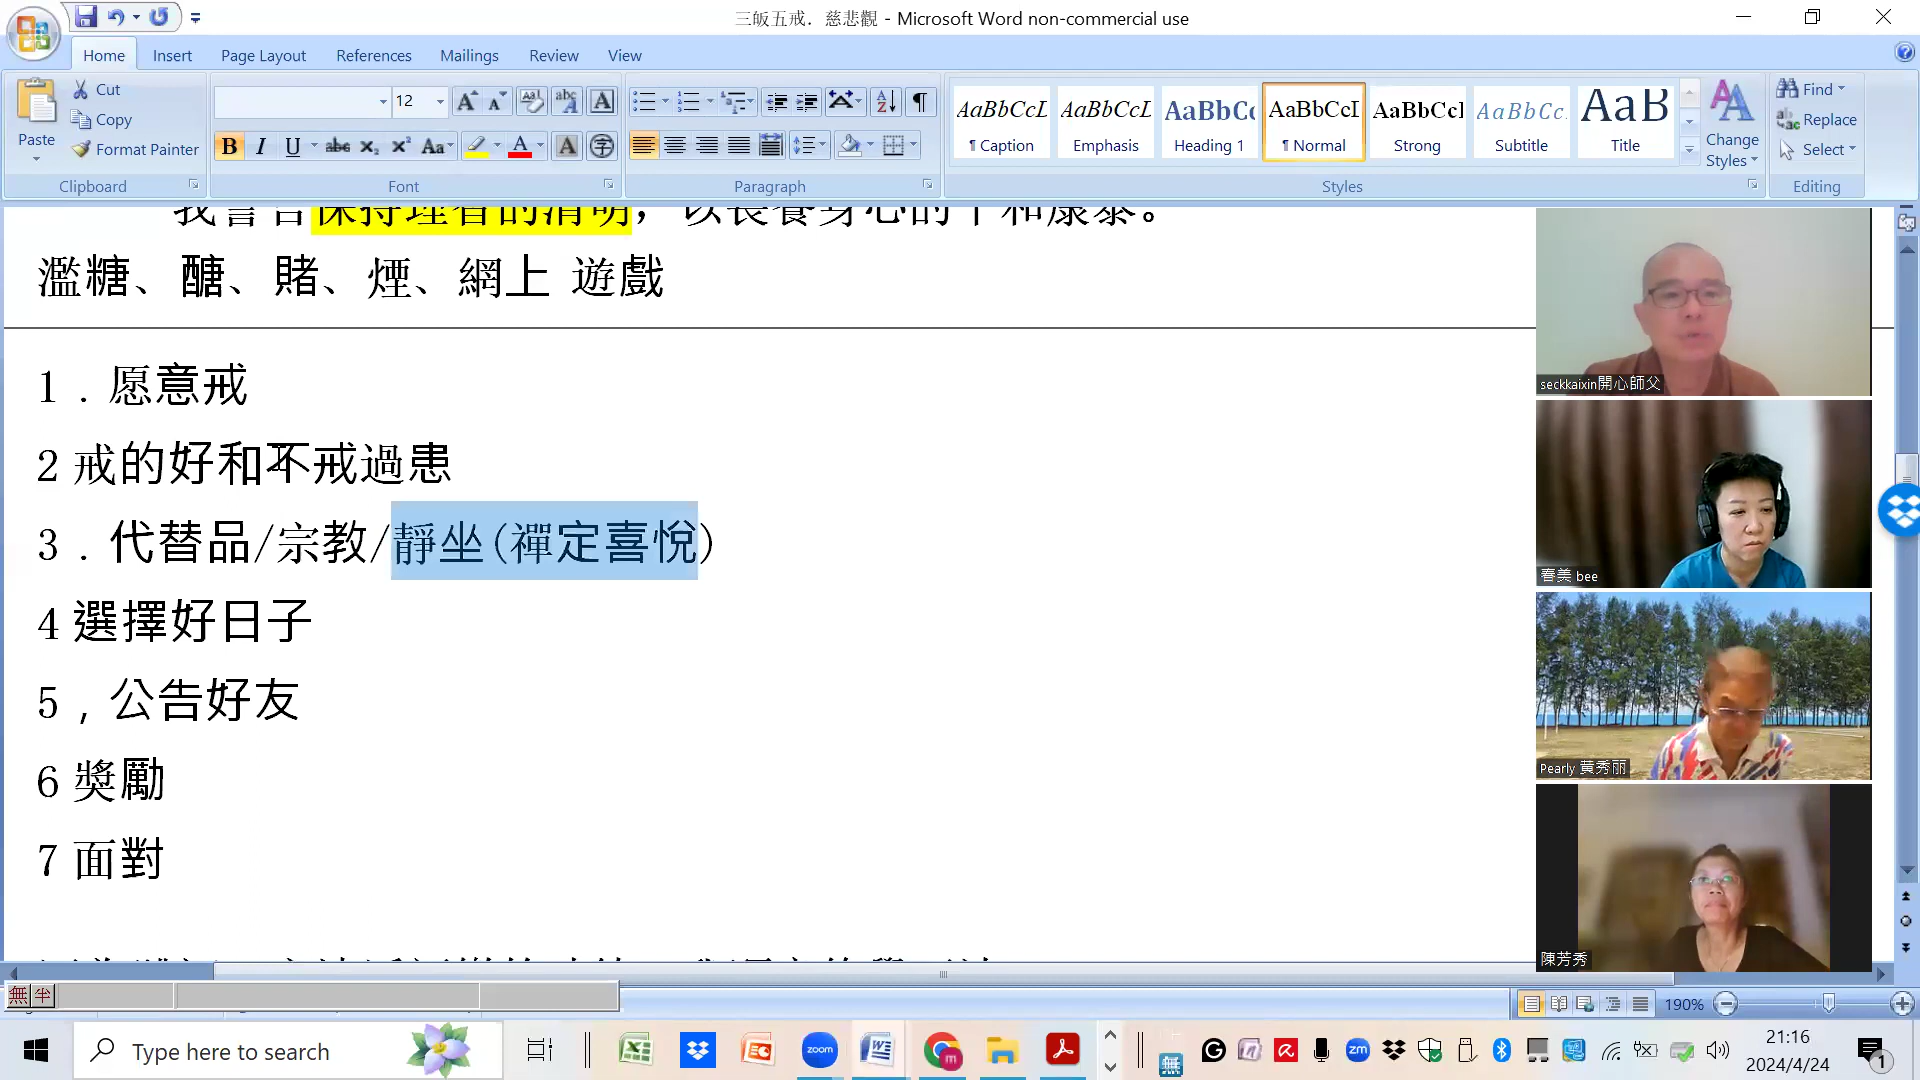 三皈五戒．慈悲觀 - Microsoft Word non-commercial use
Home Insert Page Layout References Mailings Review View
Paste
Cut
Copy
Format Painter
Clipboard
12
Font
Paragraph
AaBbCcL AaBbCcL AaBbCc AaBbCcI AaBbCcI AaBbCc. AaB
¶ Caption Emphasis Heading 1 ¶ Normal Strong Subtitle Title
Change Styles
Styles
Find
Replace
Select
Editing
濫糖、醣、賭、煙、網上 遊戲
1．愿意戒
2 戒的好和不戒過患
3．代替品/宗教/靜坐(禪定喜悅)
4 選擇好日子
5，公告好友
6 獎勵
7 面對
seckkaixin開心師父
春美 bee
Pearly 黄秀丽
陳芳秀
無 半
190%
Type here to search
zoom
21:16
2024/4/24
1